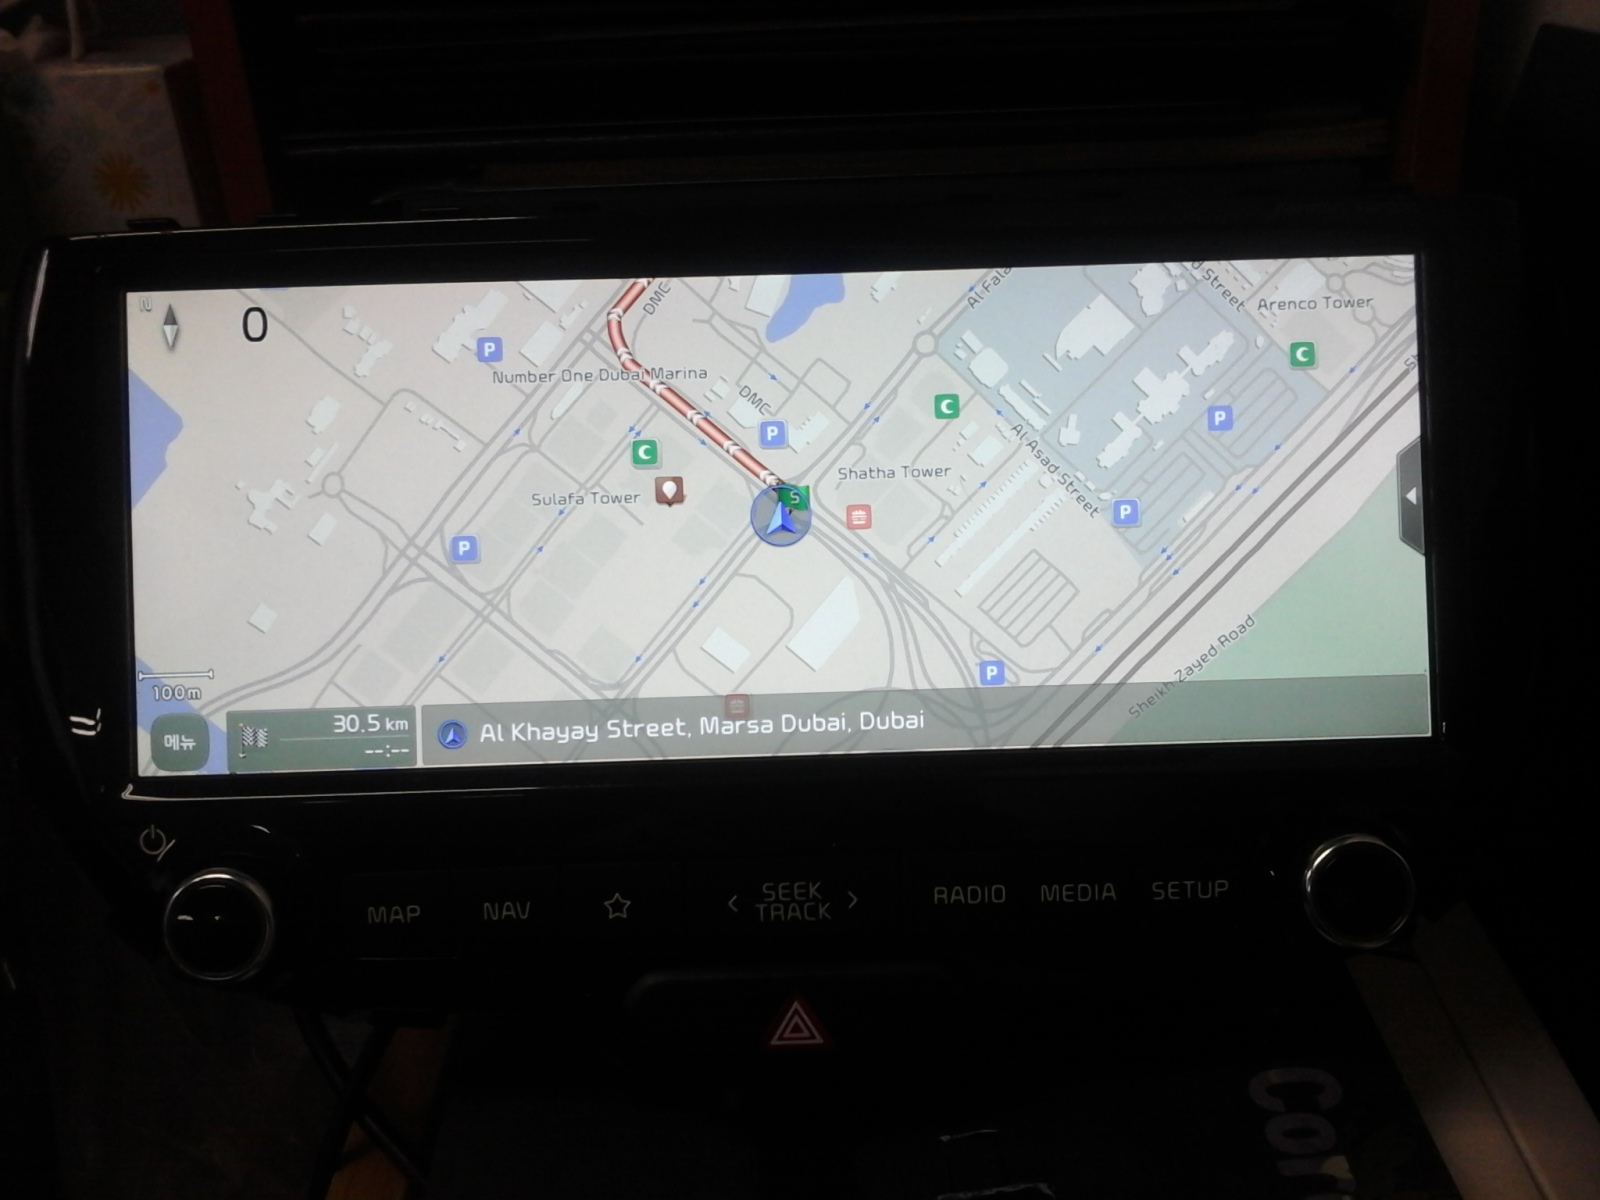 N
0
DMC
Al Fala
d Street
Arenco Tower
Number One Dubai Marina
P
DMC
C
C
P
P
C
Al Asad Street
Shatha Tower
Sulafa Tower
S
P
P
P
Sheikh Zayed Road
100m
메뉴
30.5 km
--:--
Al Khayay Street, Marsa Dubai, Dubai
MAP
NAV
< SEEK >
TRACK
RADIO
MEDIA
SETUP
Cor